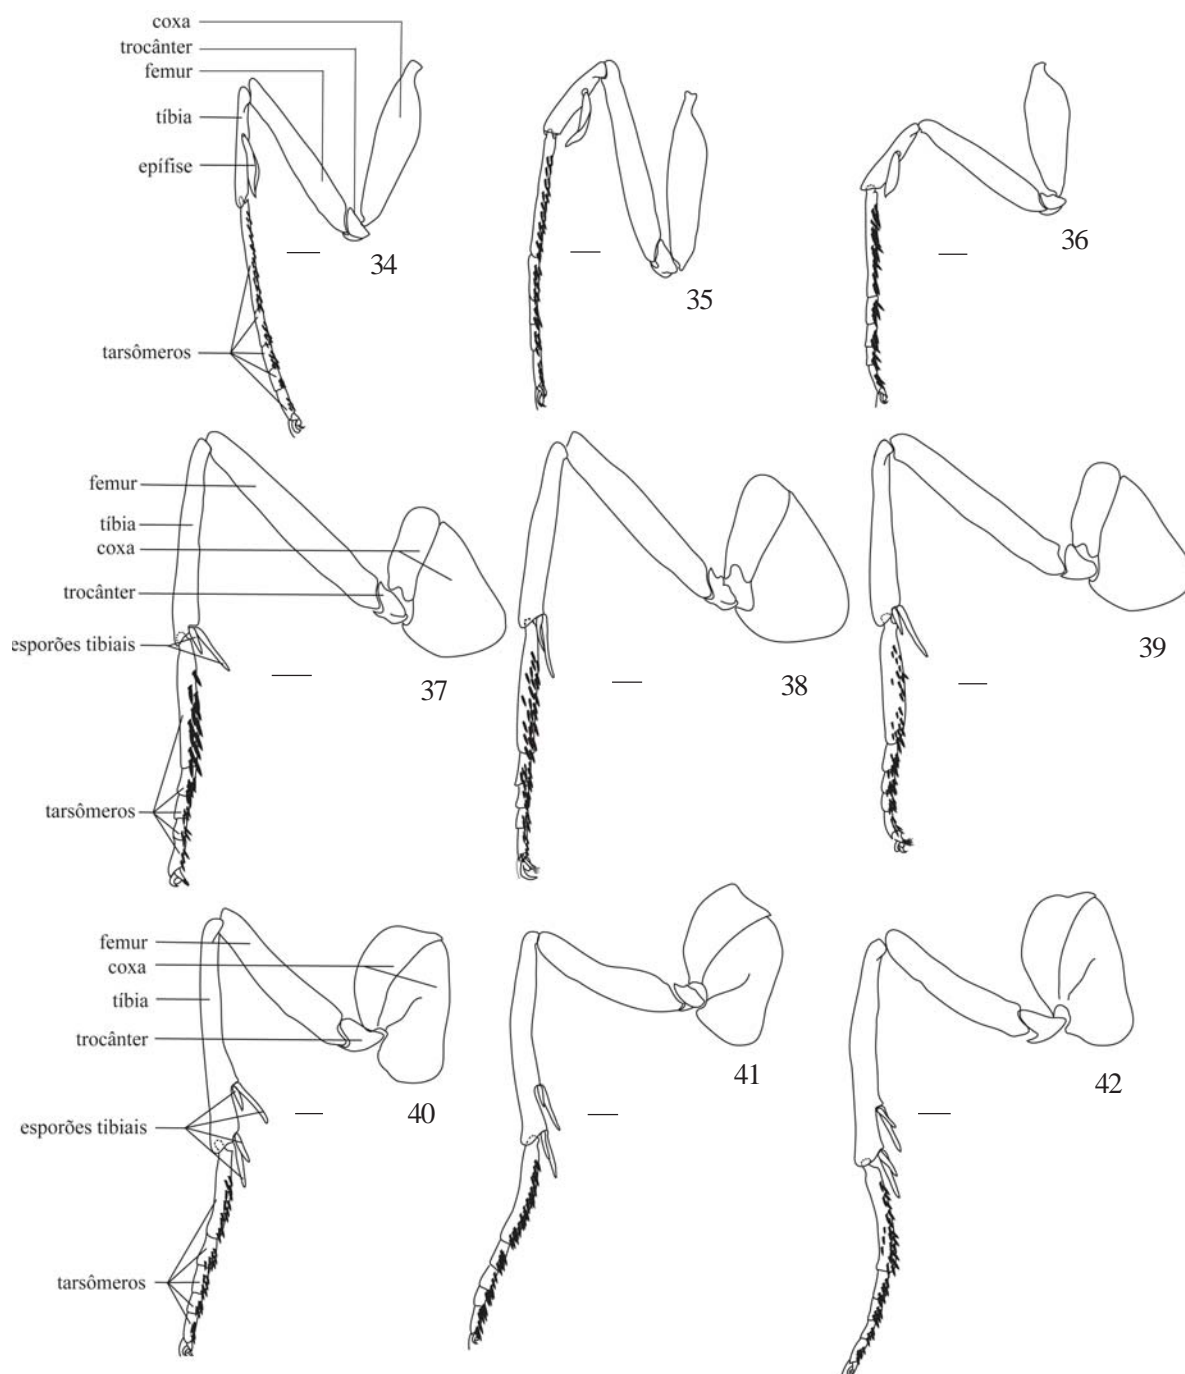 coxa
trocânter
femur
tíbia
epífise
tarsômeros
34
35
36
femur
tíbia
coxa
trocânter
esporões tibiais
tarsômeros
37
38
39
femur
coxa
tíbia
trocânter
esporões tibiais
tarsômeros
40
41
42